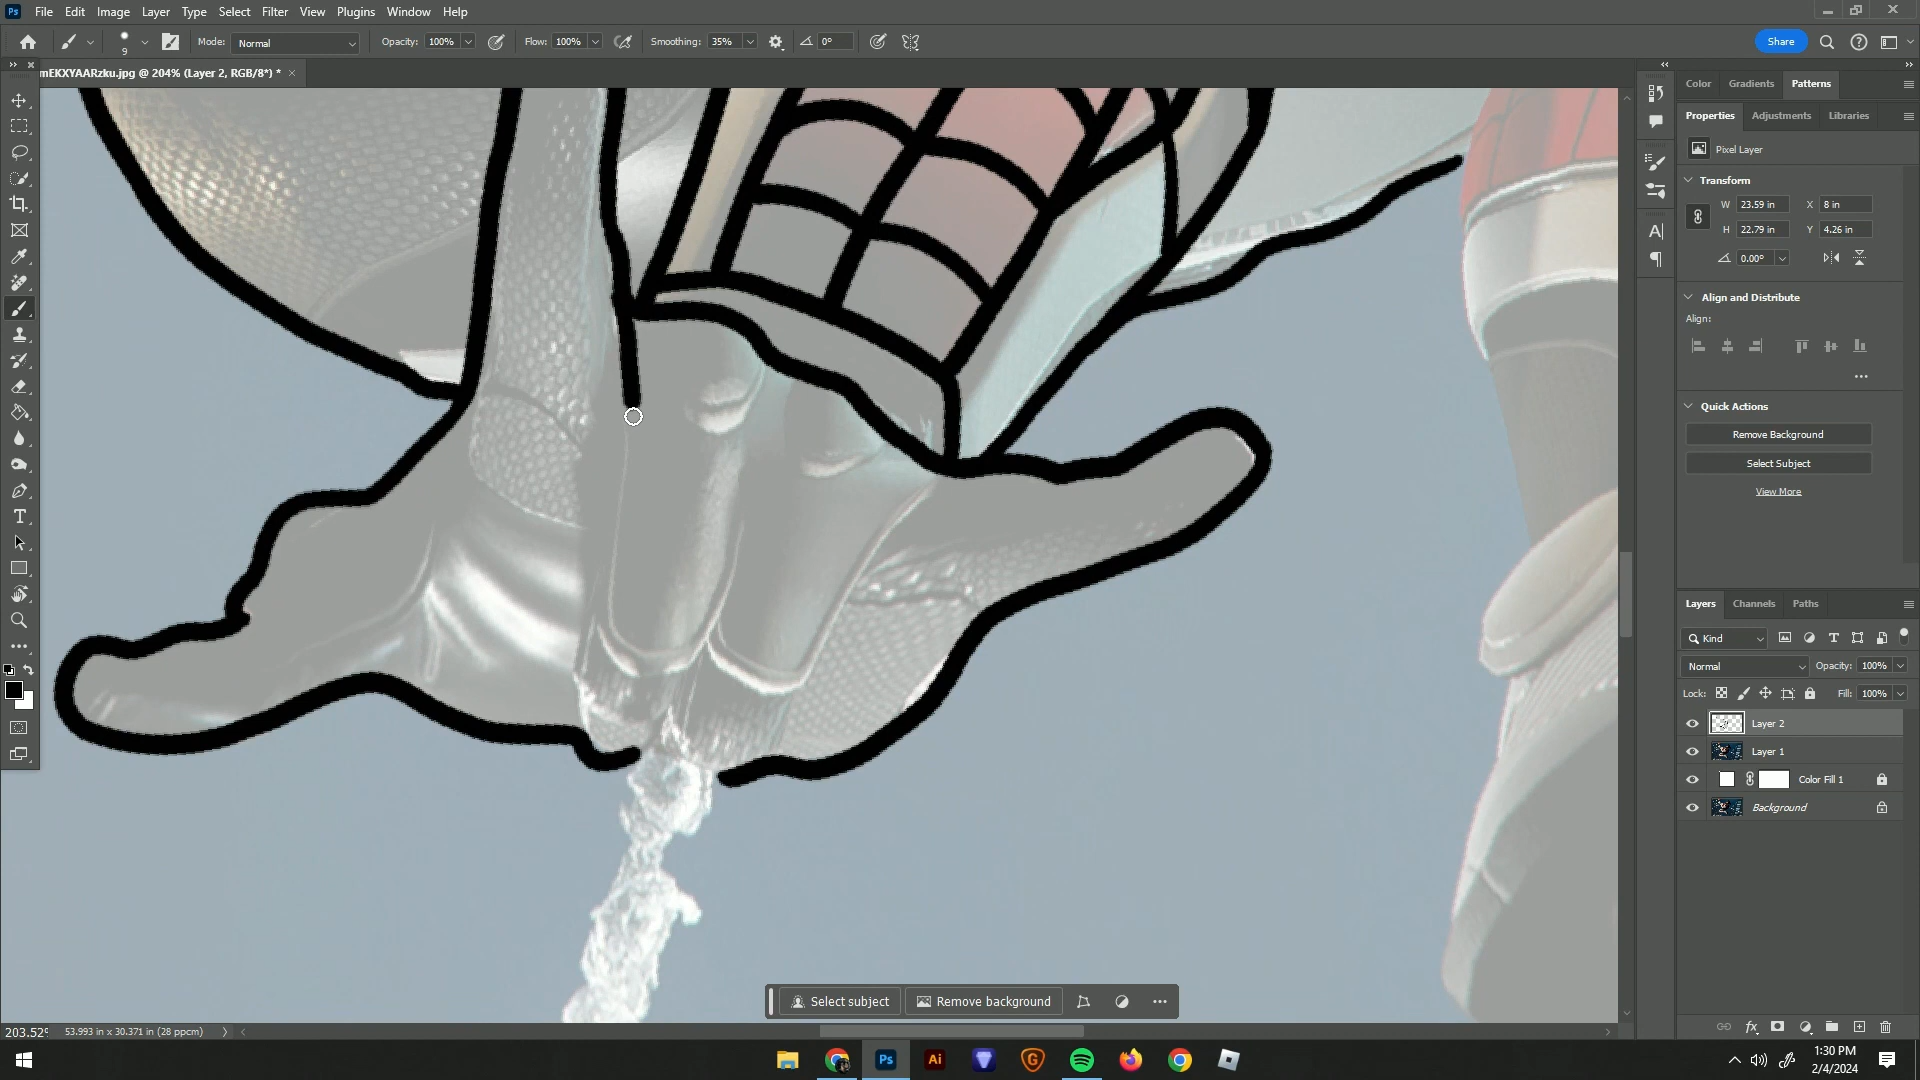 Ps File Edit Image Layer Type Select Filter View Plugins Window Help
9 Mode: Normal Opacity: 100% Flow: 100% Smoothing: 35% 0° Share
mEKXYAARzku.jpg @ 204% (Layer 2, RGB/8*) * ×
Color Gradients Patterns
Properties Adjustments Libraries
Pixel Layer
Transform
W 23.59 in X 8 in
H 22.79 in Y 4.26 in
0.00°
Align and Distribute
Align:
Quick Actions
Remove Background
Select Subject
View More
Layers Channels Paths
Kind
Normal Opacity: 100%
Lock: Fill: 100%
Layer 2
Layer 1
Color Fill 1
Background
Select subject Remove background
203.52% 53.993 in x 30.371 in (28 ppcm)
Ps Ai G
1:30 PM
2/4/2024